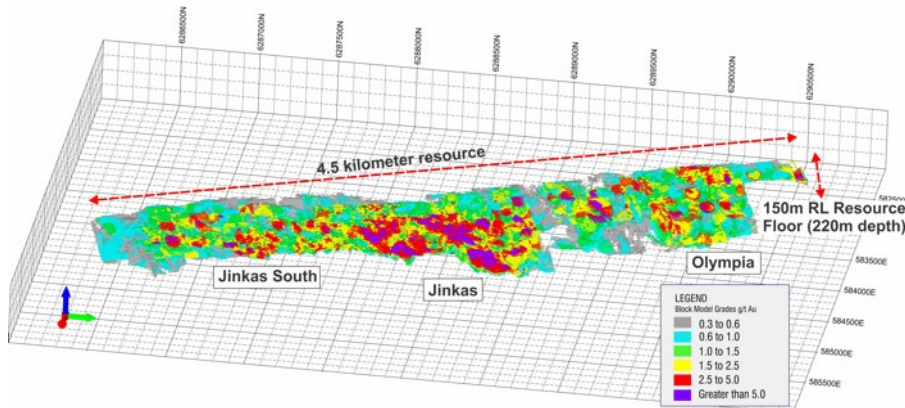 6286500N
6287000N
6287500N
6288000N
6288500N
6289000N
6289500N
6290000N
6290500N
4.5 kilometer resource
150m RL Resource
Floor (220m depth)
Jinkas South
Jinkas
Olympia
583500E
584000E
584500E
585000E
585500E
LEGEND
Block Model Grades g/t Au
0.3 to 0.6
0.6 to 1.0
1.0 to 1.5
1.5 to 2.5
2.5 to 5.0
Greater than 5.0